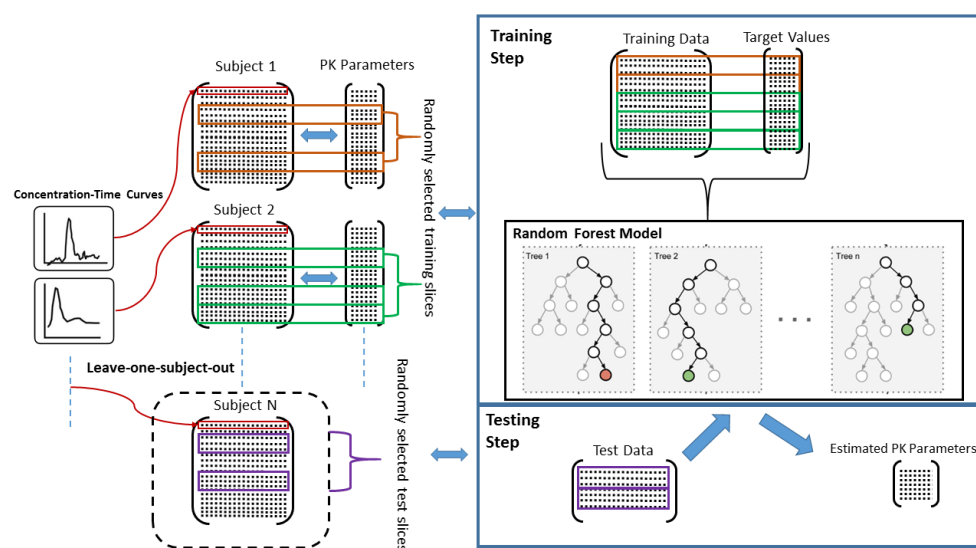 Subject 1
PK Parameters
Randomly selected training slices
Concentration-Time Curves
Subject 2
Leave-one-subject-out
Subject N
Randomly selected test slices
Training
Step
Training Data
Target Values
Random Forest Model
Tree 1
Tree 2
...
Tree n
Testing
Step
Test Data
Estimated PK Parameters